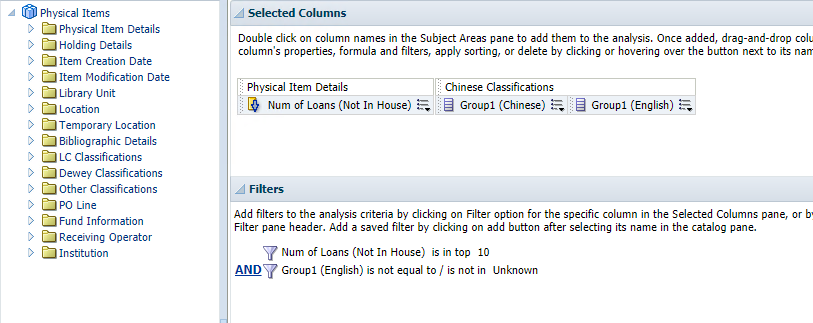 Physical Items
Physical Item Details
Holding Details
Item Creation Date
Item Modification Date
Library Unit
Location
Temporary Location
Bibliographic Details
LC Classifications
Dewey Classifications
Other Classifications
PO Line
Fund Information
Receiving Operator
Institution
Selected Columns
Double click on column names in the Subject Areas pane to add them to the analysis. Once added, drag-and-drop colu
column's properties, formula and filters, apply sorting, or delete by clicking or hovering over the button next to its nam
Physical Item Details Chinese Classifications
Num of Loans (Not In House) Group1 (Chinese) Group1 (English)
Filters
Add filters to the analysis criteria by clicking on Filter option for the specific column in the Selected Columns pane, or by
Filter pane header. Add a saved filter by clicking on add button after selecting its name in the catalog pane.
Num of Loans (Not In House) is in top 10
AND Group1 (English) is not equal to / is not in Unknown